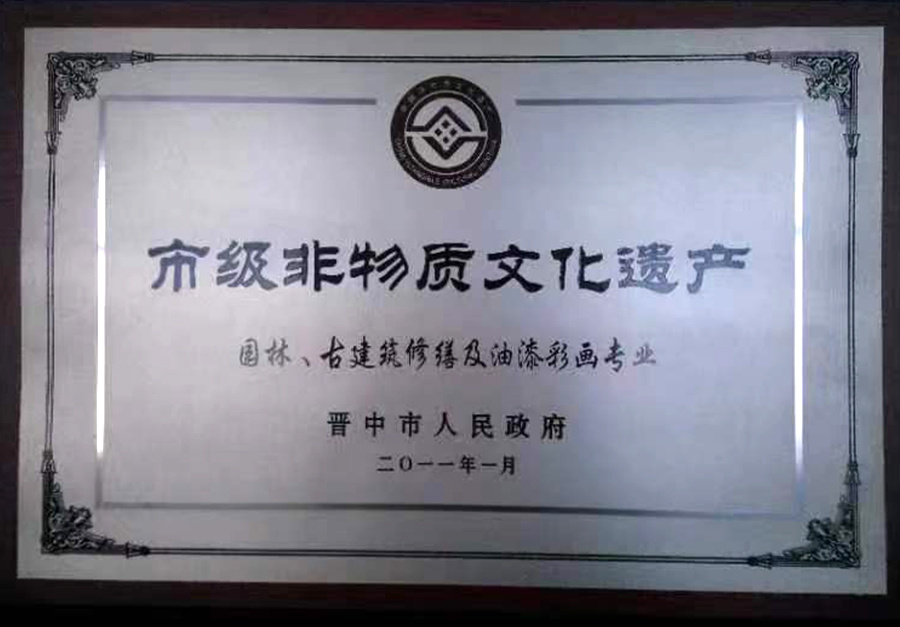 市级非物质文化遗产
园林、古建筑修缮及油漆彩画专业
晋中市人民政府
二〇一一年一月